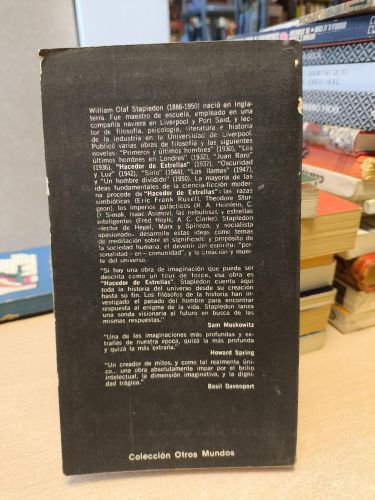 William Olaf Stapledon (1886-1950) nació en Ingla-
terra. Fue maestro de escuela, empleado en una
compañía naviera en Liverpool y Port Said, y lec-
tor de filosofía, psicología, literatura e historia
de la industria en la Universidad de Liverpool.
Publicó varias obras de filosofía y las siguientes
novelas: "Primeros y últimos hombres" (1930), "Los
últimos hombres en Londres" (1932), "Juan Raro"
(1936), "Hacedor de Estrellas" (1937), "Oscuridad
y Luz" (1942), "Sirio" (1944), "Las llamas" (1947),
y "Un hombre dividido" (1950). La mayoría de las
ideas fundamentales de la ciencia-ficción moderna
procede de "Hacedor de Estrellas": las razas
simbióticas (Eric Frank Rusell, Theodore Stur-
geon), los imperios galácticos (R. A. Heinlein, C.
D. Simak, Isaac Asimov), las nebulosas y estrellas
inteligentes (Fred Hoyle, A. C. Clarke). Stapledon
—lector de Hegel, Marx y Spinoza, y socialista
apasionado— desarrolla estas ideas como temas
de meditación sobre el significado y propósito de
la sociedad humana, el devenir del espíritu: "per-
sonalidad - en - comunidad", y la creación y muer-
te del universo.
"Si hay una obra de imaginación que pueda ser
descrita como un tour de force, esa obra es
"Hacedor de Estrellas". Stapledon cuenta aquí
toda la historia del universo desde su creación
hasta su fin. Los filósofos de la historia han in-
vestigado el pasado del hombre para encontrar
respuesta al enigma de la vida. Stapledon lanza
una sonda visionaria al futuro en busca de las
mismas respuestas."
Sam Moskowitz
"Una de las imaginaciones más profundas y ex-
trañas de nuestra época, quizá la más profunda
y quizá la más extraña."
Howard Spring
"Un creador de mitos, y como tal realmente úni-
co... una obra absolutamente impar por el brillo
intelectual, la dimensión imaginativa, y la digni-
dad trágica."
Basil Davenport
Colección Otros Mundos